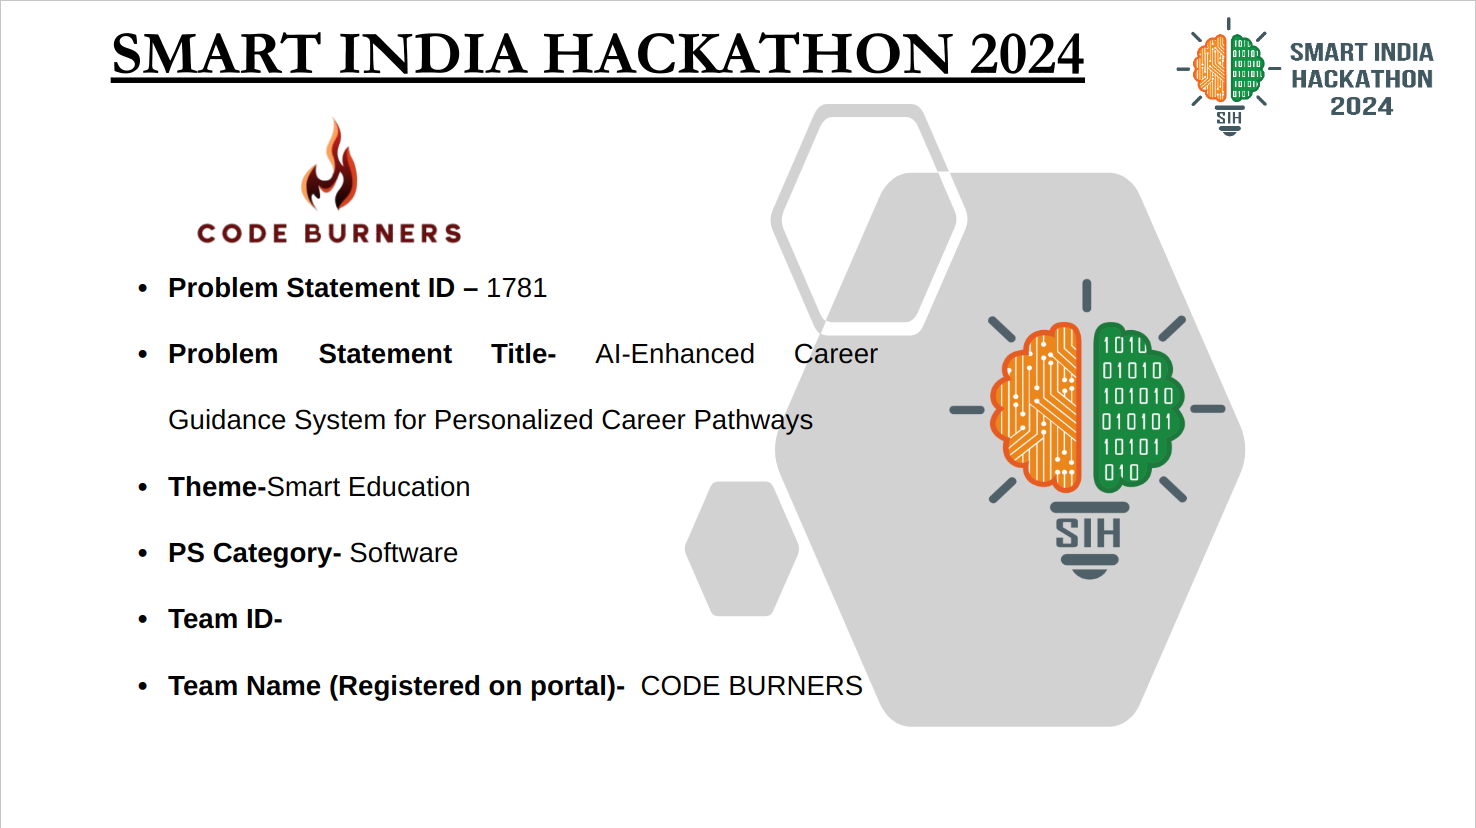 SMART INDIA HACKATHON 2024
SMART INDIA
HACKATHON
2024
SIH
CODE BURNERS
• Problem Statement ID – 1781
• Problem Statement Title- AI-Enhanced Career
Guidance System for Personalized Career Pathways
• Theme-Smart Education
• PS Category- Software
• Team ID-
• Team Name (Registered on portal)- CODE BURNERS
101
01010
101010
010101
10101
010
SIH